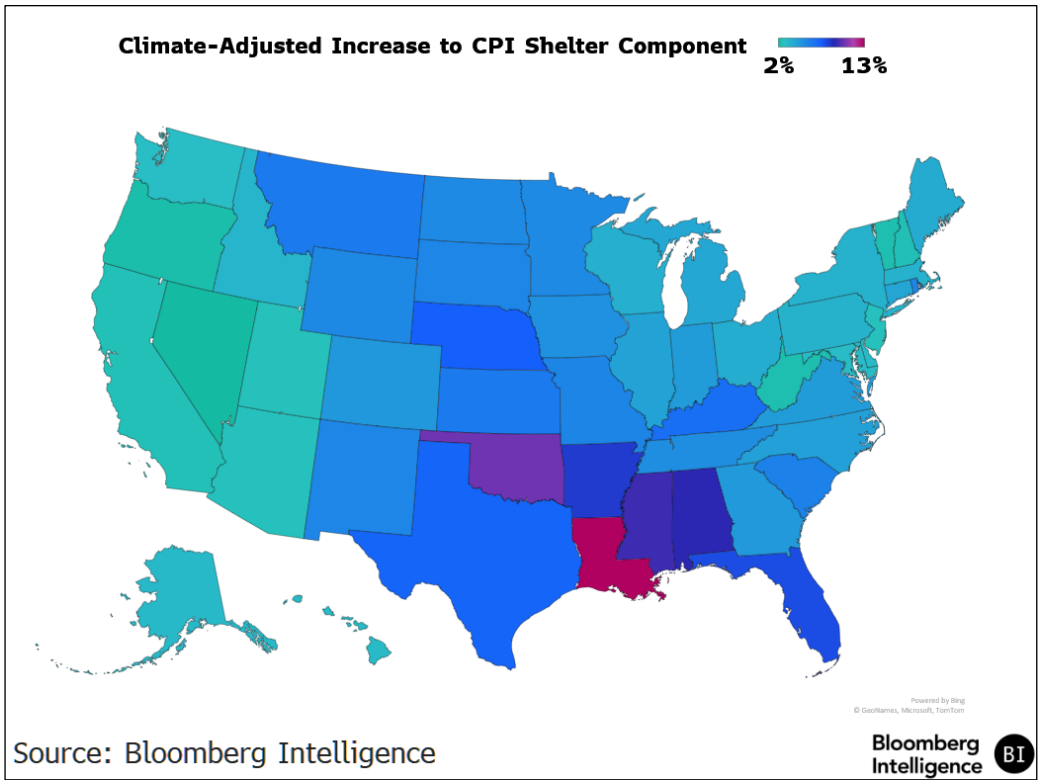 Climate-Adjusted Increase to CPI Shelter Component
2% 13%
Powered by Bing
© GeoNames, Microsoft, TomTom
Source: Bloomberg Intelligence
Bloomberg
Intelligence
BI